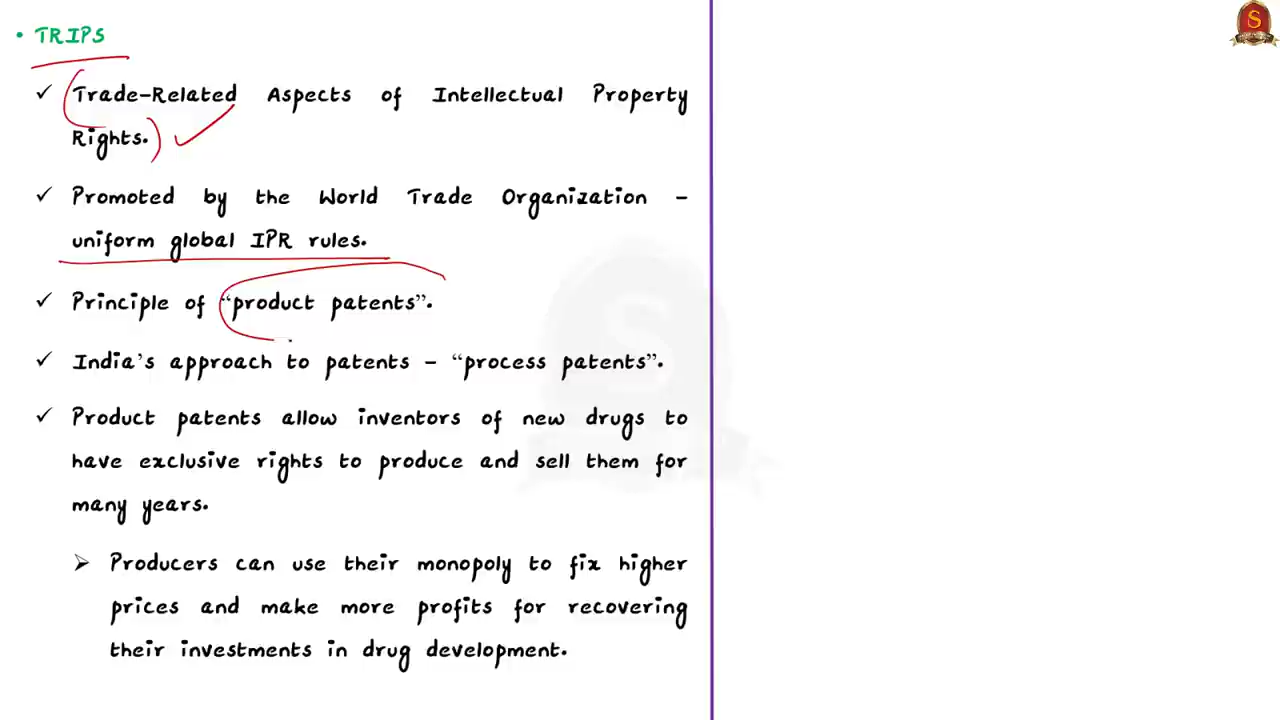 • TRIPS
✓ Trade-Related Aspects of Intellectual Property
Rights.
✓ Promoted by the World Trade Organization –
uniform global IPR rules.
✓ Principle of “product patents”.
✓ India’s approach to patents – “process patents”.
✓ Product patents allow inventors of new drugs to
have exclusive rights to produce and sell them for
many years.
➢ Producers can use their monopoly to fix higher
prices and make more profits for recovering
their investments in drug development.
S
S